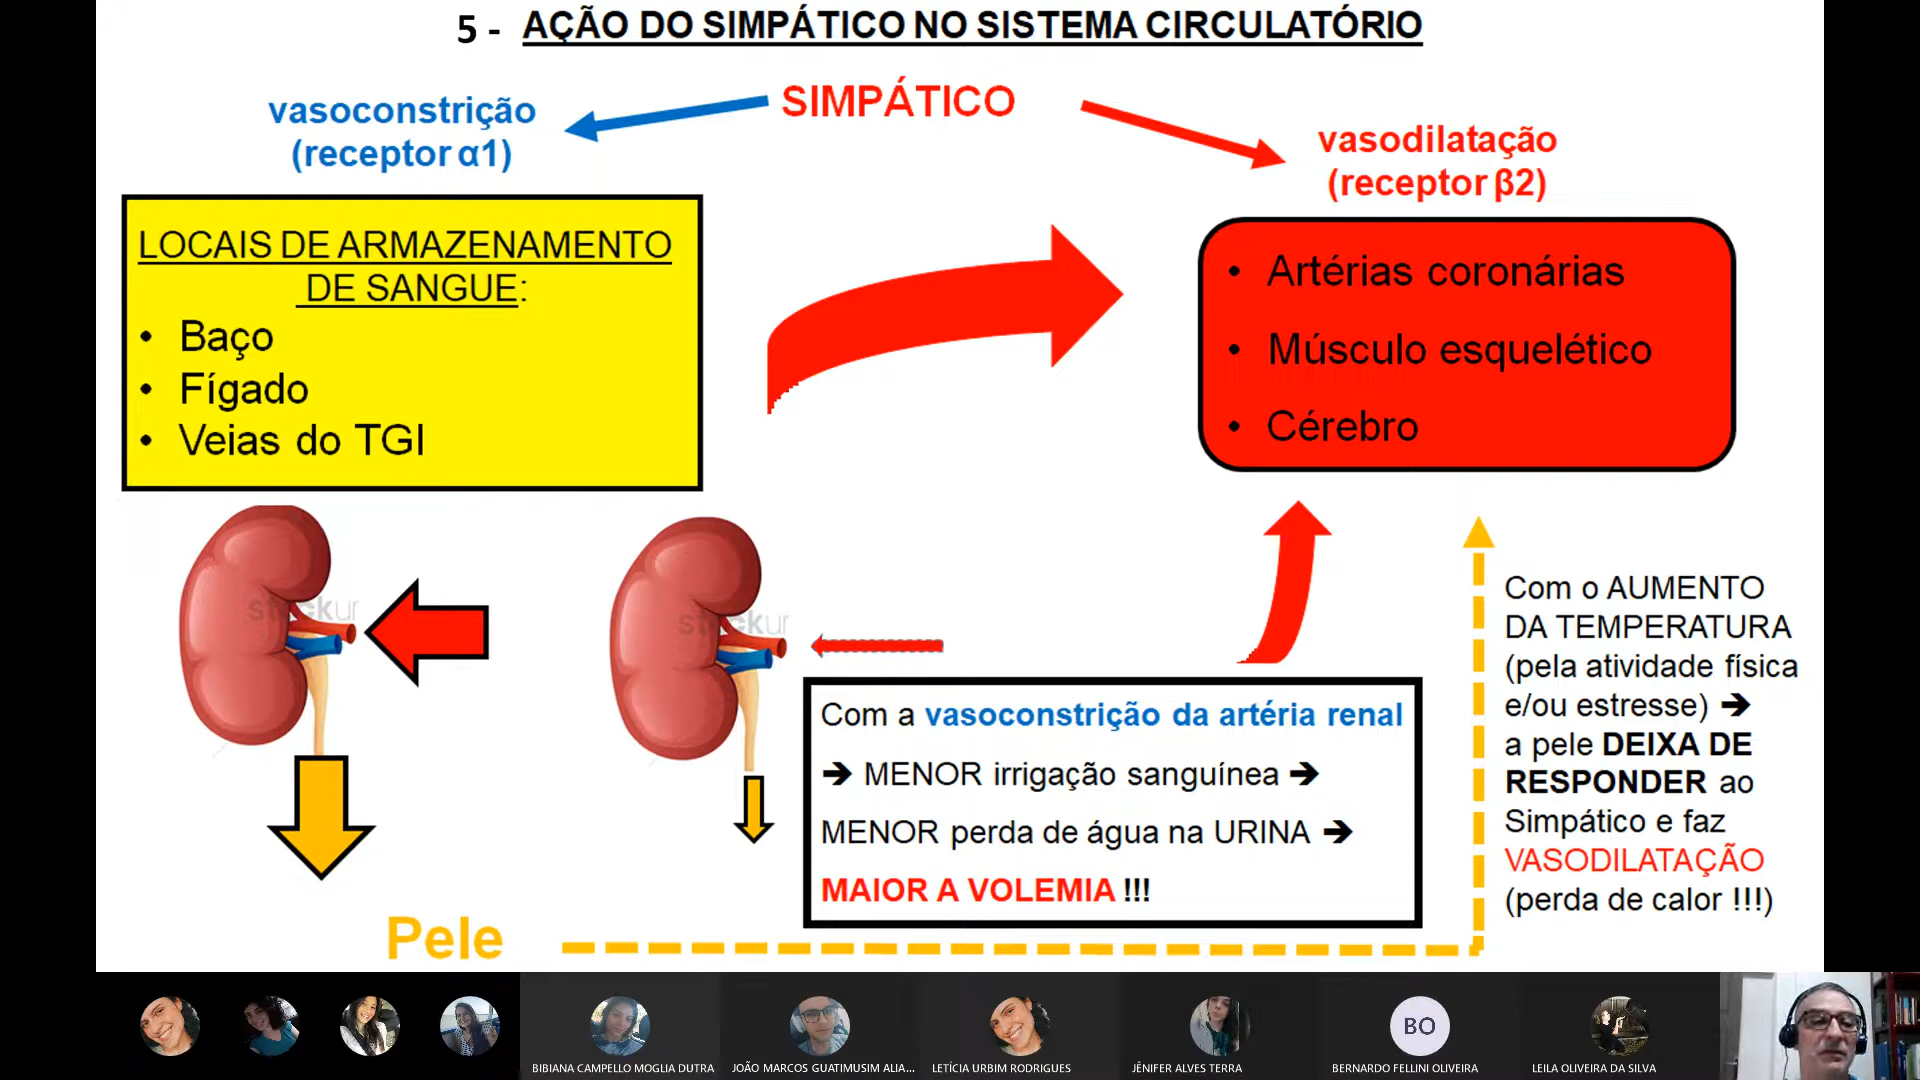 5 - AÇÃO DO SIMPÁTICO NO SISTEMA CIRCULATÓRIO
SIMPÁTICO
vasoconstrição
(receptor α1)
vasodilatação
(receptor β2)
LOCAIS DE ARMAZENAMENTO
DE SANGUE:
• Baço
• Fígado
• Veias do TGI
• Artérias coronárias
• Músculo esquelético
• Cérebro
Com a vasoconstrição da artéria renal
➔ MENOR irrigação sanguínea ➔
MENOR perda de água na URINA ➔
MAIOR A VOLEMIA !!!
Com o AUMENTO
DA TEMPERATURA
(pela atividade física
e/ou estresse) ➔
a pele DEIXA DE
RESPONDER ao
Simpático e faz
VASODILATAÇÃO
(perda de calor !!!)
Pele
BIBIANA CAMPELLO MOGLIA DUTRA
JOÃO MARCOS GUATIMUSIM ALIA...
LETÍCIA URBIM RODRIGUES
JÊNIFER ALVES TERRA
BO
BERNARDO FELLINI OLIVEIRA
LEILA OLIVEIRA DA SILVA